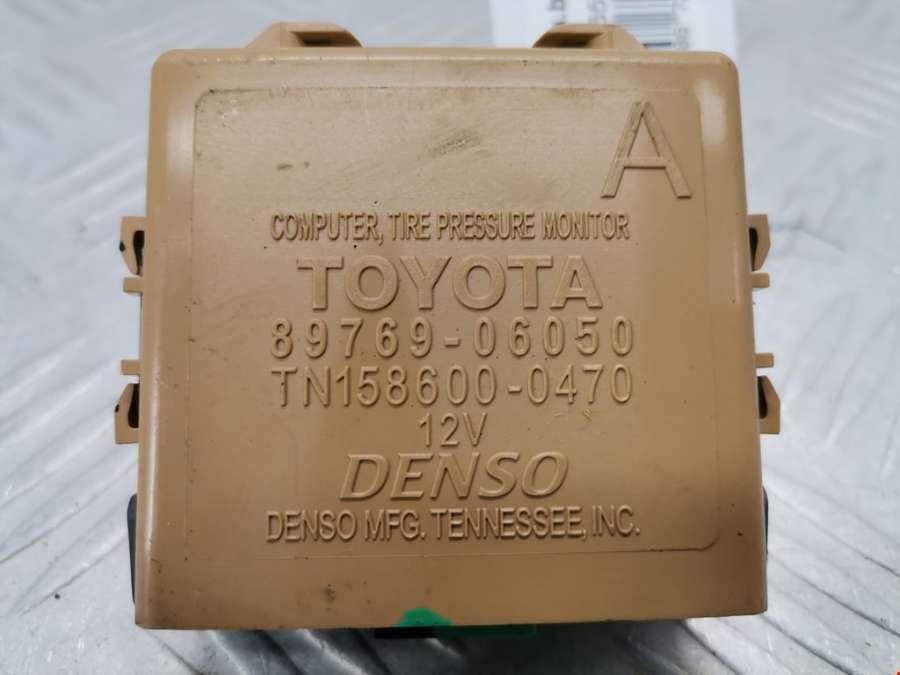 A
COMPUTER, TIRE PRESSURE MONITOR
TOYOTA
89769-06050
TN158600-0470
12V
DENSO
DENSO MFG. TENNESSEE, INC.